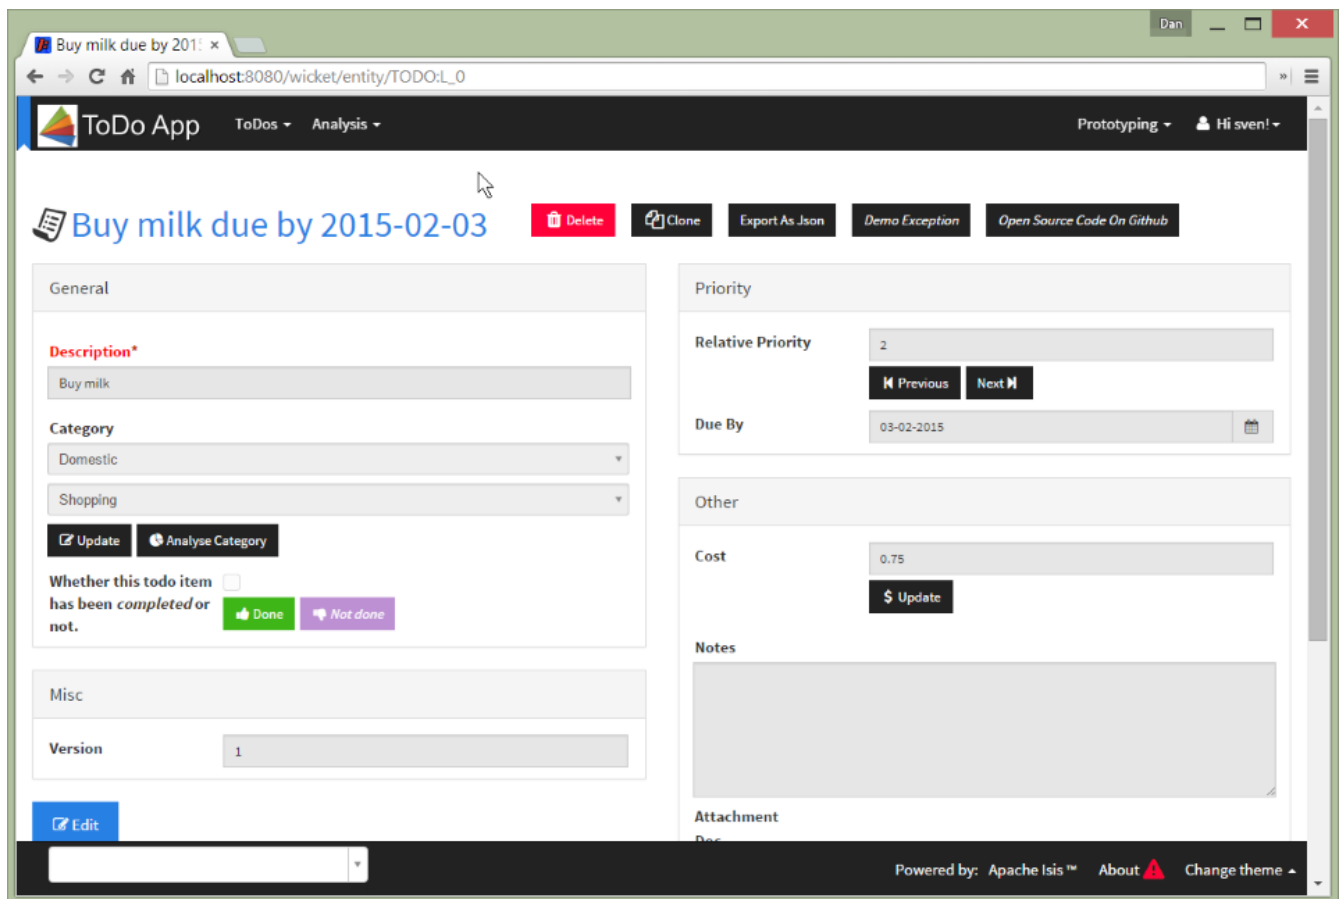 Dan
Buy milk due by 201
localhost:8080/wicket/entity/TODO:L_0
ToDo App ToDos Analysis Prototyping Hi sven!
Buy milk due by 2015-02-03 Delete Clone Export As Json Demo Exception Open Source Code On Github
General
Description*
Buy milk
Category
Domestic
Shopping
Update Analyse Category
Whether this todo item
has been completed or
not.
Done Not done
Misc
Version 1
Edit
Priority
Relative Priority 2
Previous Next
Due By 03-02-2015
Other
Cost 0.75
$ Update
Notes
Attachment
Powered by: Apache Isis™ About Change theme